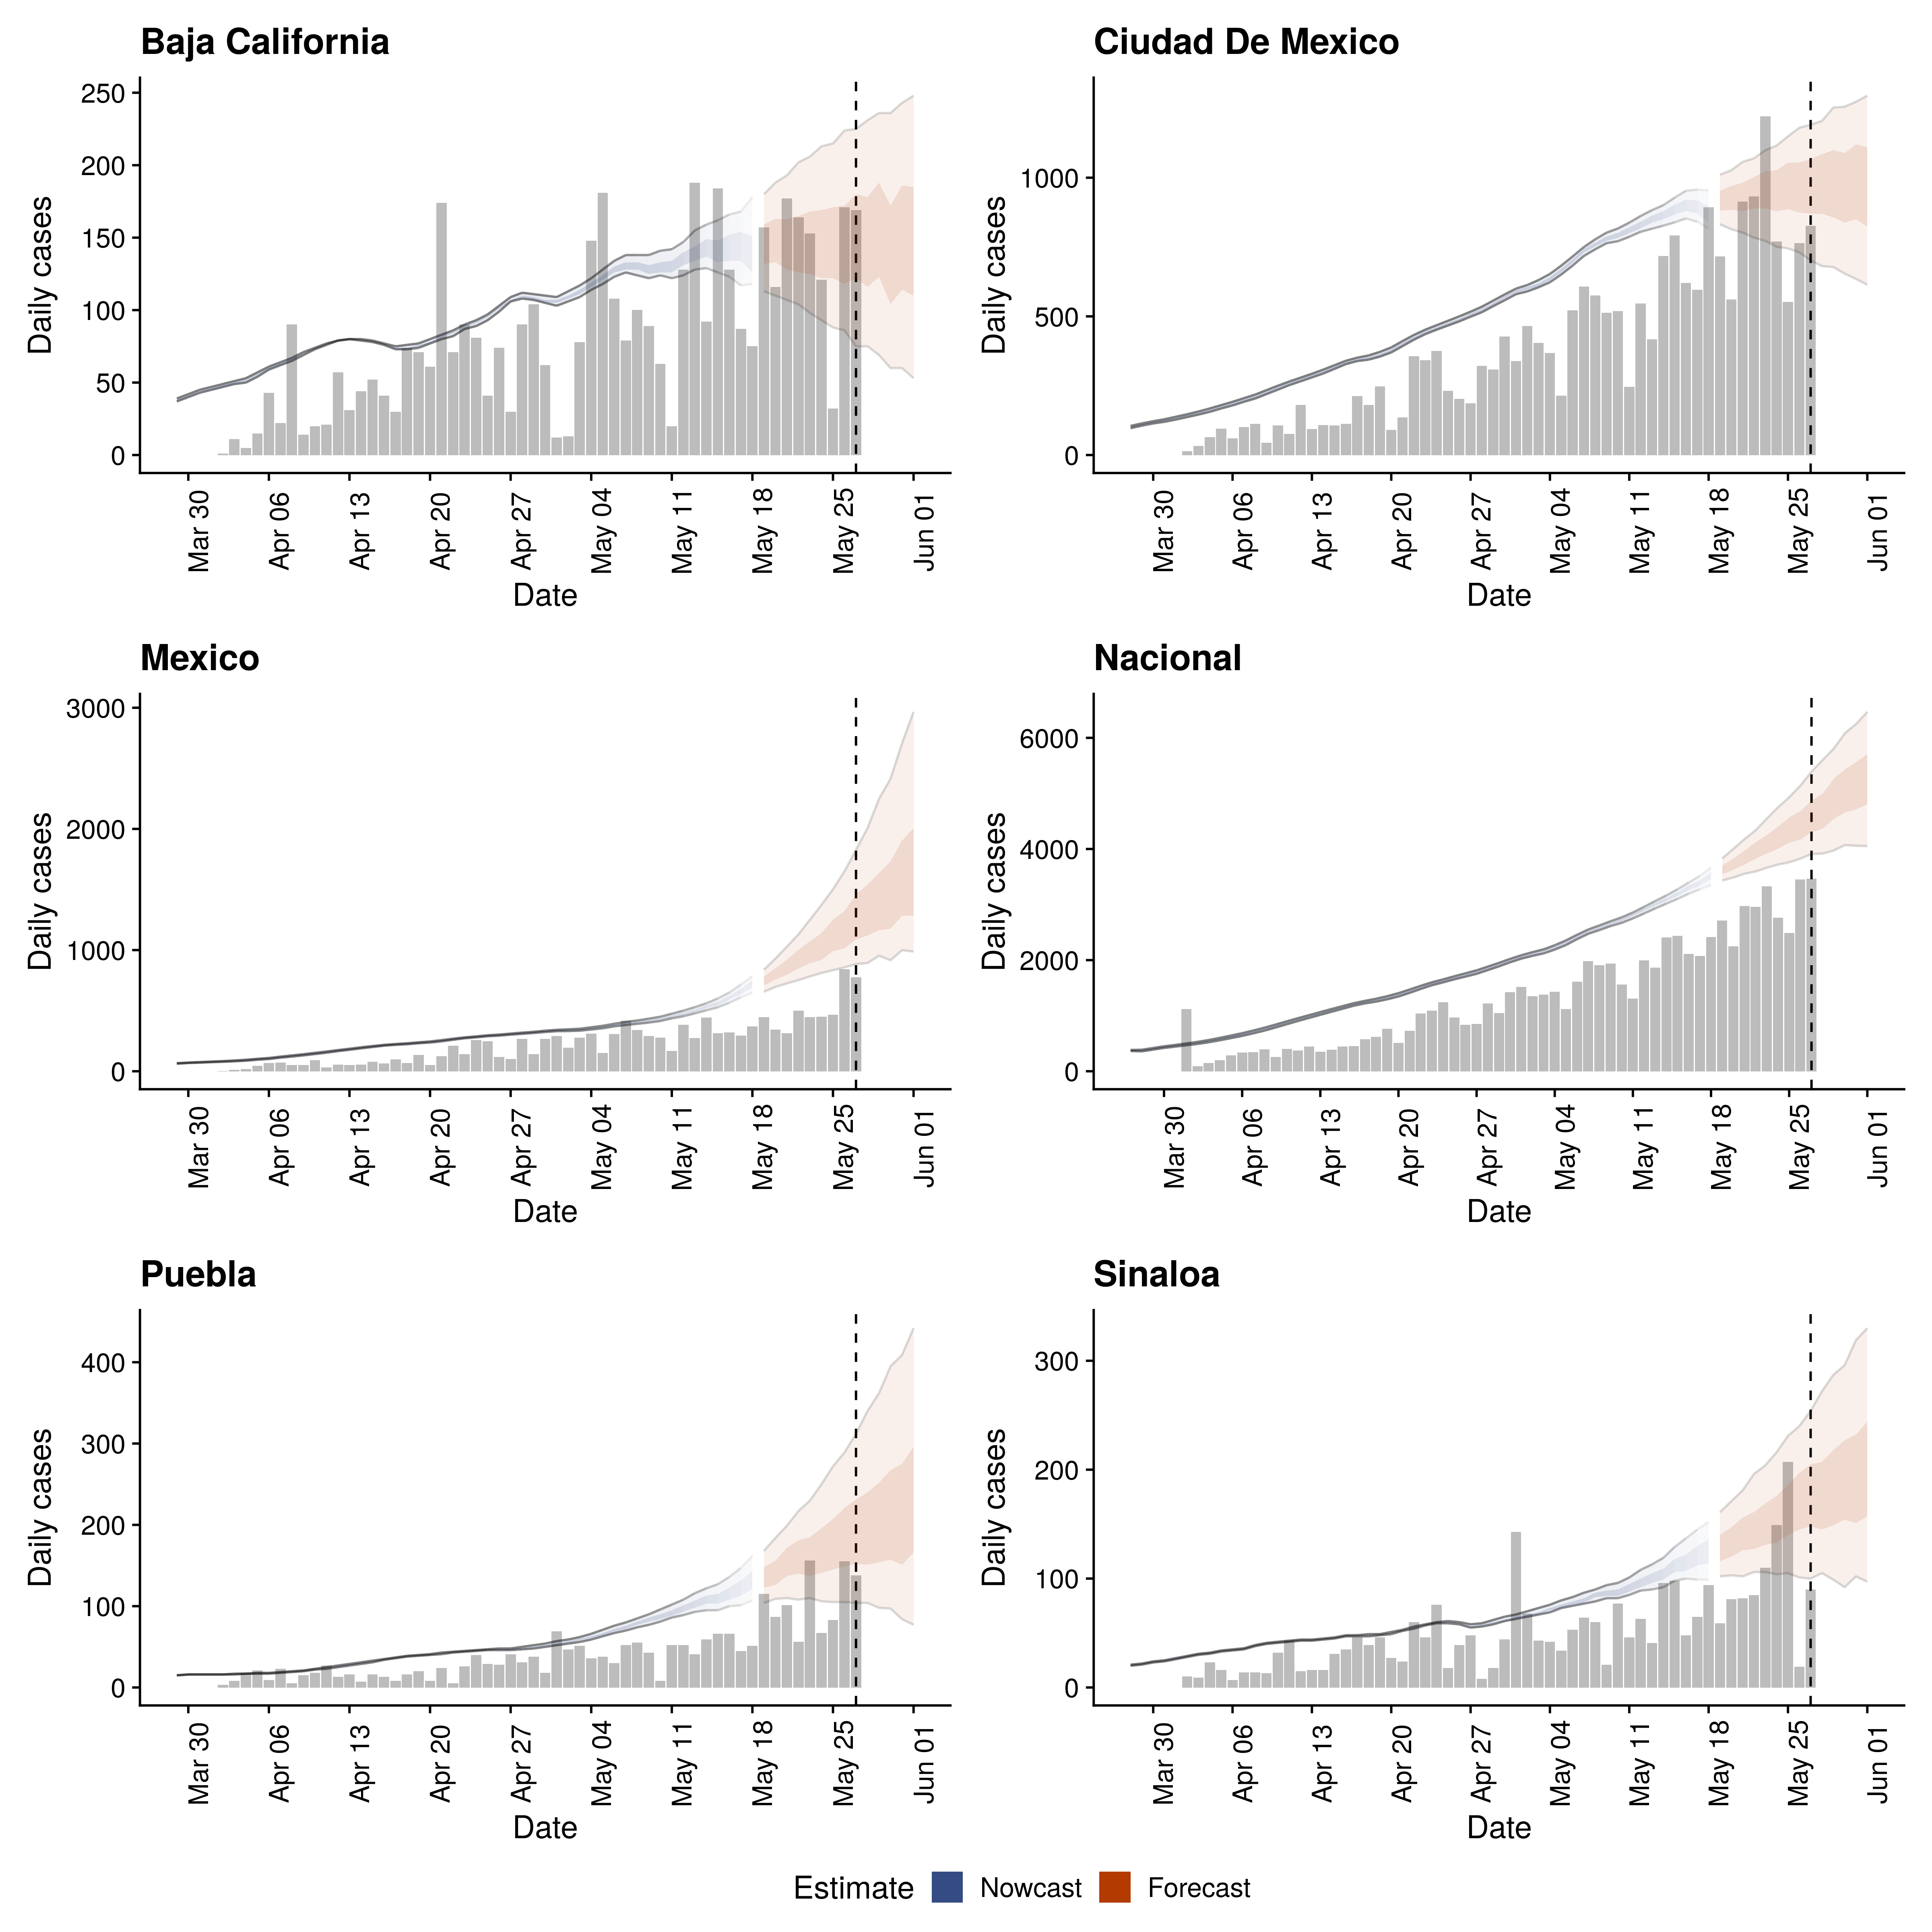 Baja California
Daily cases
250
200
150
100
50
0
Mar 30
Apr 06
Apr 13
Apr 20
Apr 27
May 04
May 11
May 18
May 25
Jun 01
Date
Ciudad De Mexico
Daily cases
1000
500
0
Mar 30
Apr 06
Apr 13
Apr 20
Apr 27
May 04
May 11
May 18
May 25
Jun 01
Date
Mexico
Daily cases
3000
2000
1000
0
Mar 30
Apr 06
Apr 13
Apr 20
Apr 27
May 04
May 11
May 18
May 25
Jun 01
Date
Nacional
Daily cases
6000
4000
2000
0
Mar 30
Apr 06
Apr 13
Apr 20
Apr 27
May 04
May 11
May 18
May 25
Jun 01
Date
Puebla
Daily cases
400
300
200
100
0
Mar 30
Apr 06
Apr 13
Apr 20
Apr 27
May 04
May 11
May 18
May 25
Jun 01
Date
Sinaloa
Daily cases
300
200
100
0
Mar 30
Apr 06
Apr 13
Apr 20
Apr 27
May 04
May 11
May 18
May 25
Jun 01
Date
Estimate Nowcast Forecast